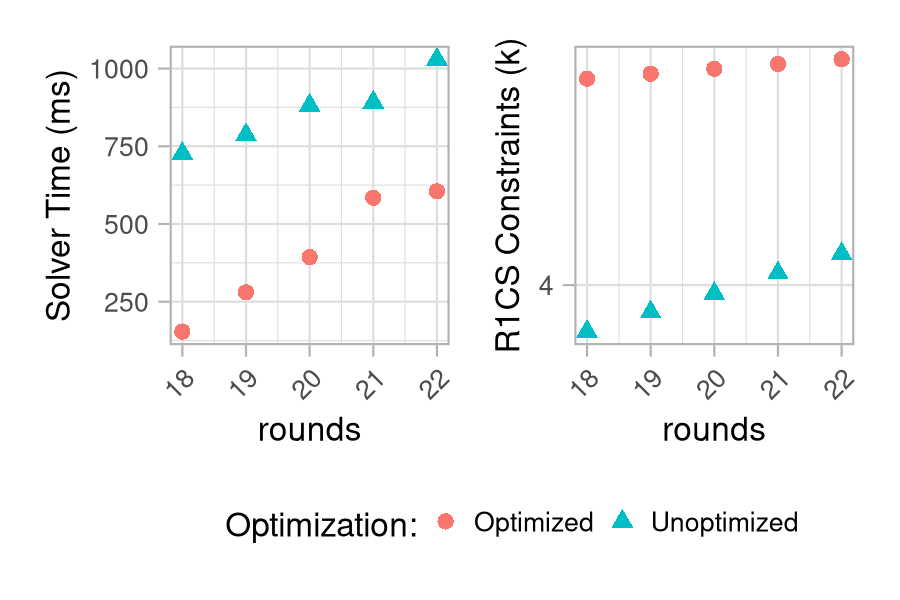 Solver Time (ms)
1000
750
500
250
18 19 20 21 22
rounds
R1CS Constraints (k)
4
18 19 20 21 22
rounds
Optimization: Optimized Unoptimized